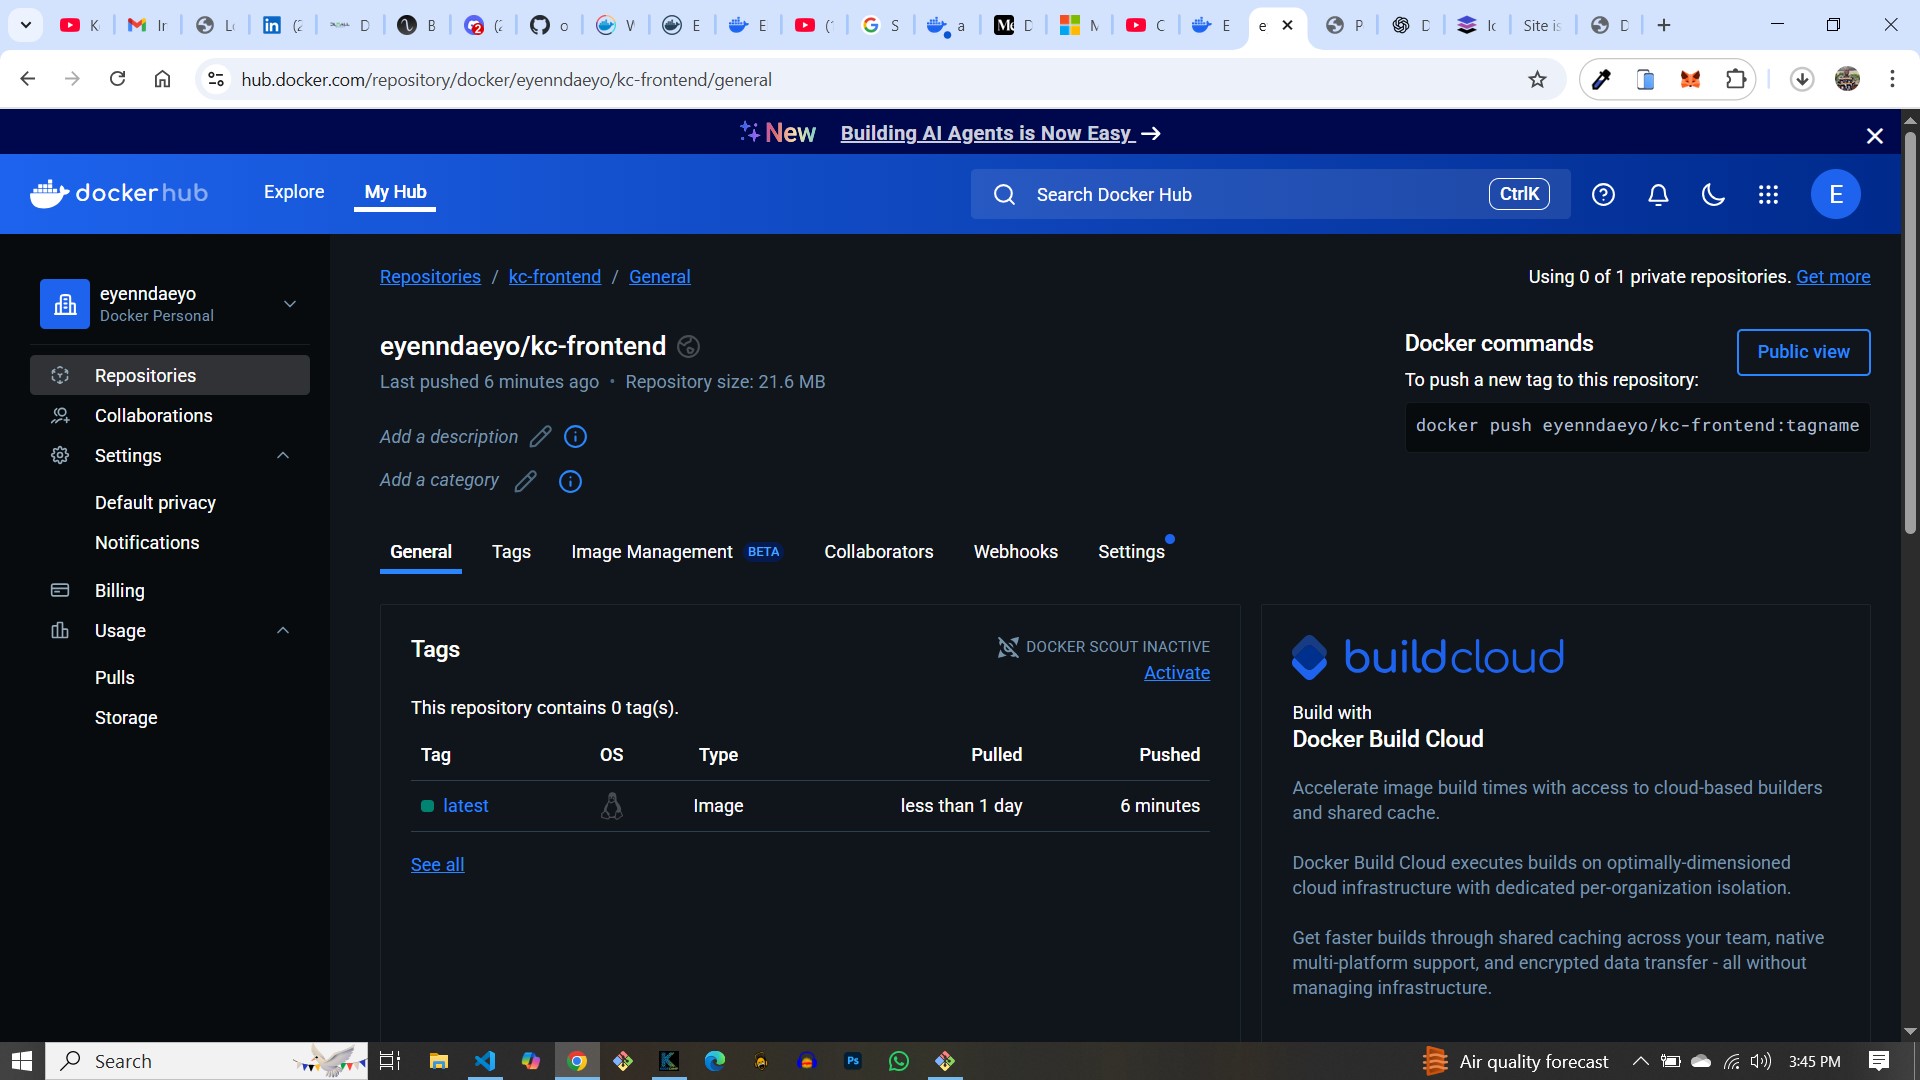 hub.docker.com/repository/docker/eyenndaeyo/kc-frontend/general
New Building AI Agents is Now Easy →
docker hub
Explore
My Hub
Search Docker Hub
CtrlK
E
eyenndaeyo
Docker Personal
Repositories
Collaborations
Settings
Default privacy
Notifications
Billing
Usage
Pulls
Storage
Repositories / kc-frontend / General
Using 0 of 1 private repositories. Get more
eyenndaeyo/kc-frontend
Last pushed 6 minutes ago • Repository size: 21.6 MB
Add a description
Add a category
Docker commands
Public view
To push a new tag to this repository:
docker push eyenndaeyo/kc-frontend:tagname
General
Tags
Image Management BETA
Collaborators
Webhooks
Settings
Tags
DOCKER SCOUT INACTIVE
Activate
This repository contains 0 tag(s).
Tag OS Type Pulled Pushed
latest Image less than 1 day 6 minutes
See all
buildcloud
Build with
Docker Build Cloud
Accelerate image build times with access to cloud-based builders
and shared cache.
Docker Build Cloud executes builds on optimally-dimensioned
cloud infrastructure with dedicated per-organization isolation.
Get faster builds through shared caching across your team, native
multi-platform support, and encrypted data transfer - all without
managing infrastructure.
Search
Air quality forecast
3:45 PM